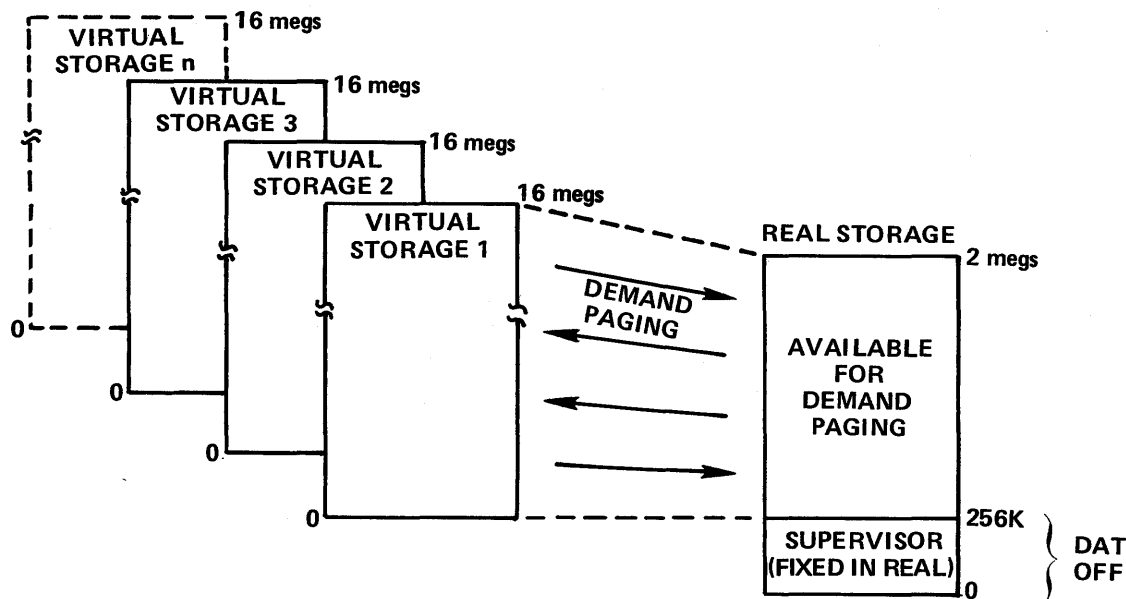 16 megs
VIRTUAL
STORAGE n
16 megs
VIRTUAL
STORAGE 3
16 megs
VIRTUAL
STORAGE 2
16 megs
VIRTUAL
STORAGE 1
REAL STORAGE
2 megs
DEMAND
PAGING
0
AVAILABLE
FOR
DEMAND
PAGING
0
0
0
256K
SUPERVISOR
(FIXED IN REAL)
DAT
OFF
0